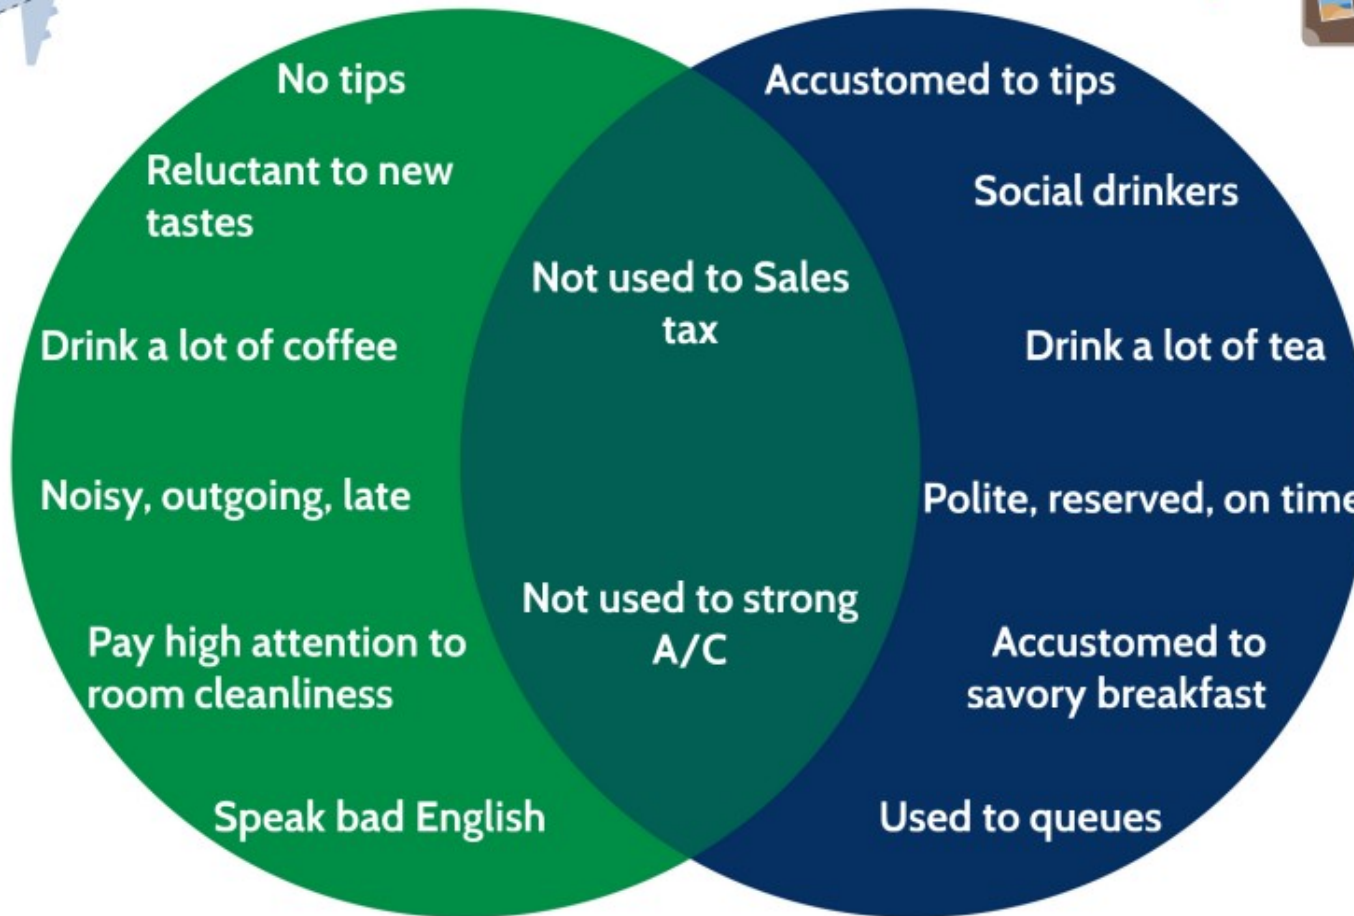 No tips
Reluctant to new
tastes
Drink a lot of coffee
Noisy, outgoing, late
Pay high attention to
room cleanliness
Speak bad English
Not used to Sales
tax
Not used to strong
A/C
Accustomed to tips
Social drinkers
Drink a lot of tea
Polite, reserved, on time
Accustomed to
savory breakfast
Used to queues